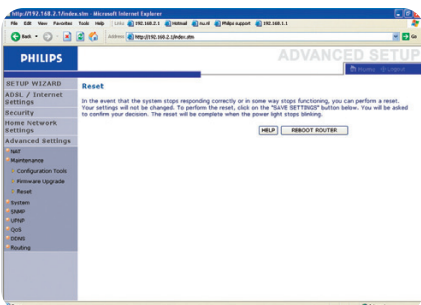 http://192.168.2.1/index.stm - Microsoft Internet Explorer
File Edit View Favorites Tools Help Links 192.168.2.1 Hotmail nu.nl Philips support 192.168.1.1
Back
Address http://192.168.2.1/index.stm Go
PHILIPS
ADVANCED SETUP
Home Logout
SETUP WIZARD
ADSL / Internet Settings
Security
Home Network Settings
Advanced Settings
NAT
Maintenance
Configuration Tools
Firmware Upgrade
Reset
System
SNMP
UPNP
QoS
DDNS
Routing
Reset
In the event that the system stops responding correctly or in some way stops functioning, you can perform a reset.
Your settings will not be changed. To perform the reset, click on the "SAVE SETTINGS" button below. You will be asked
to confirm your decision. The reset will be complete when the power light stops blinking.
HELP REBOOT ROUTER